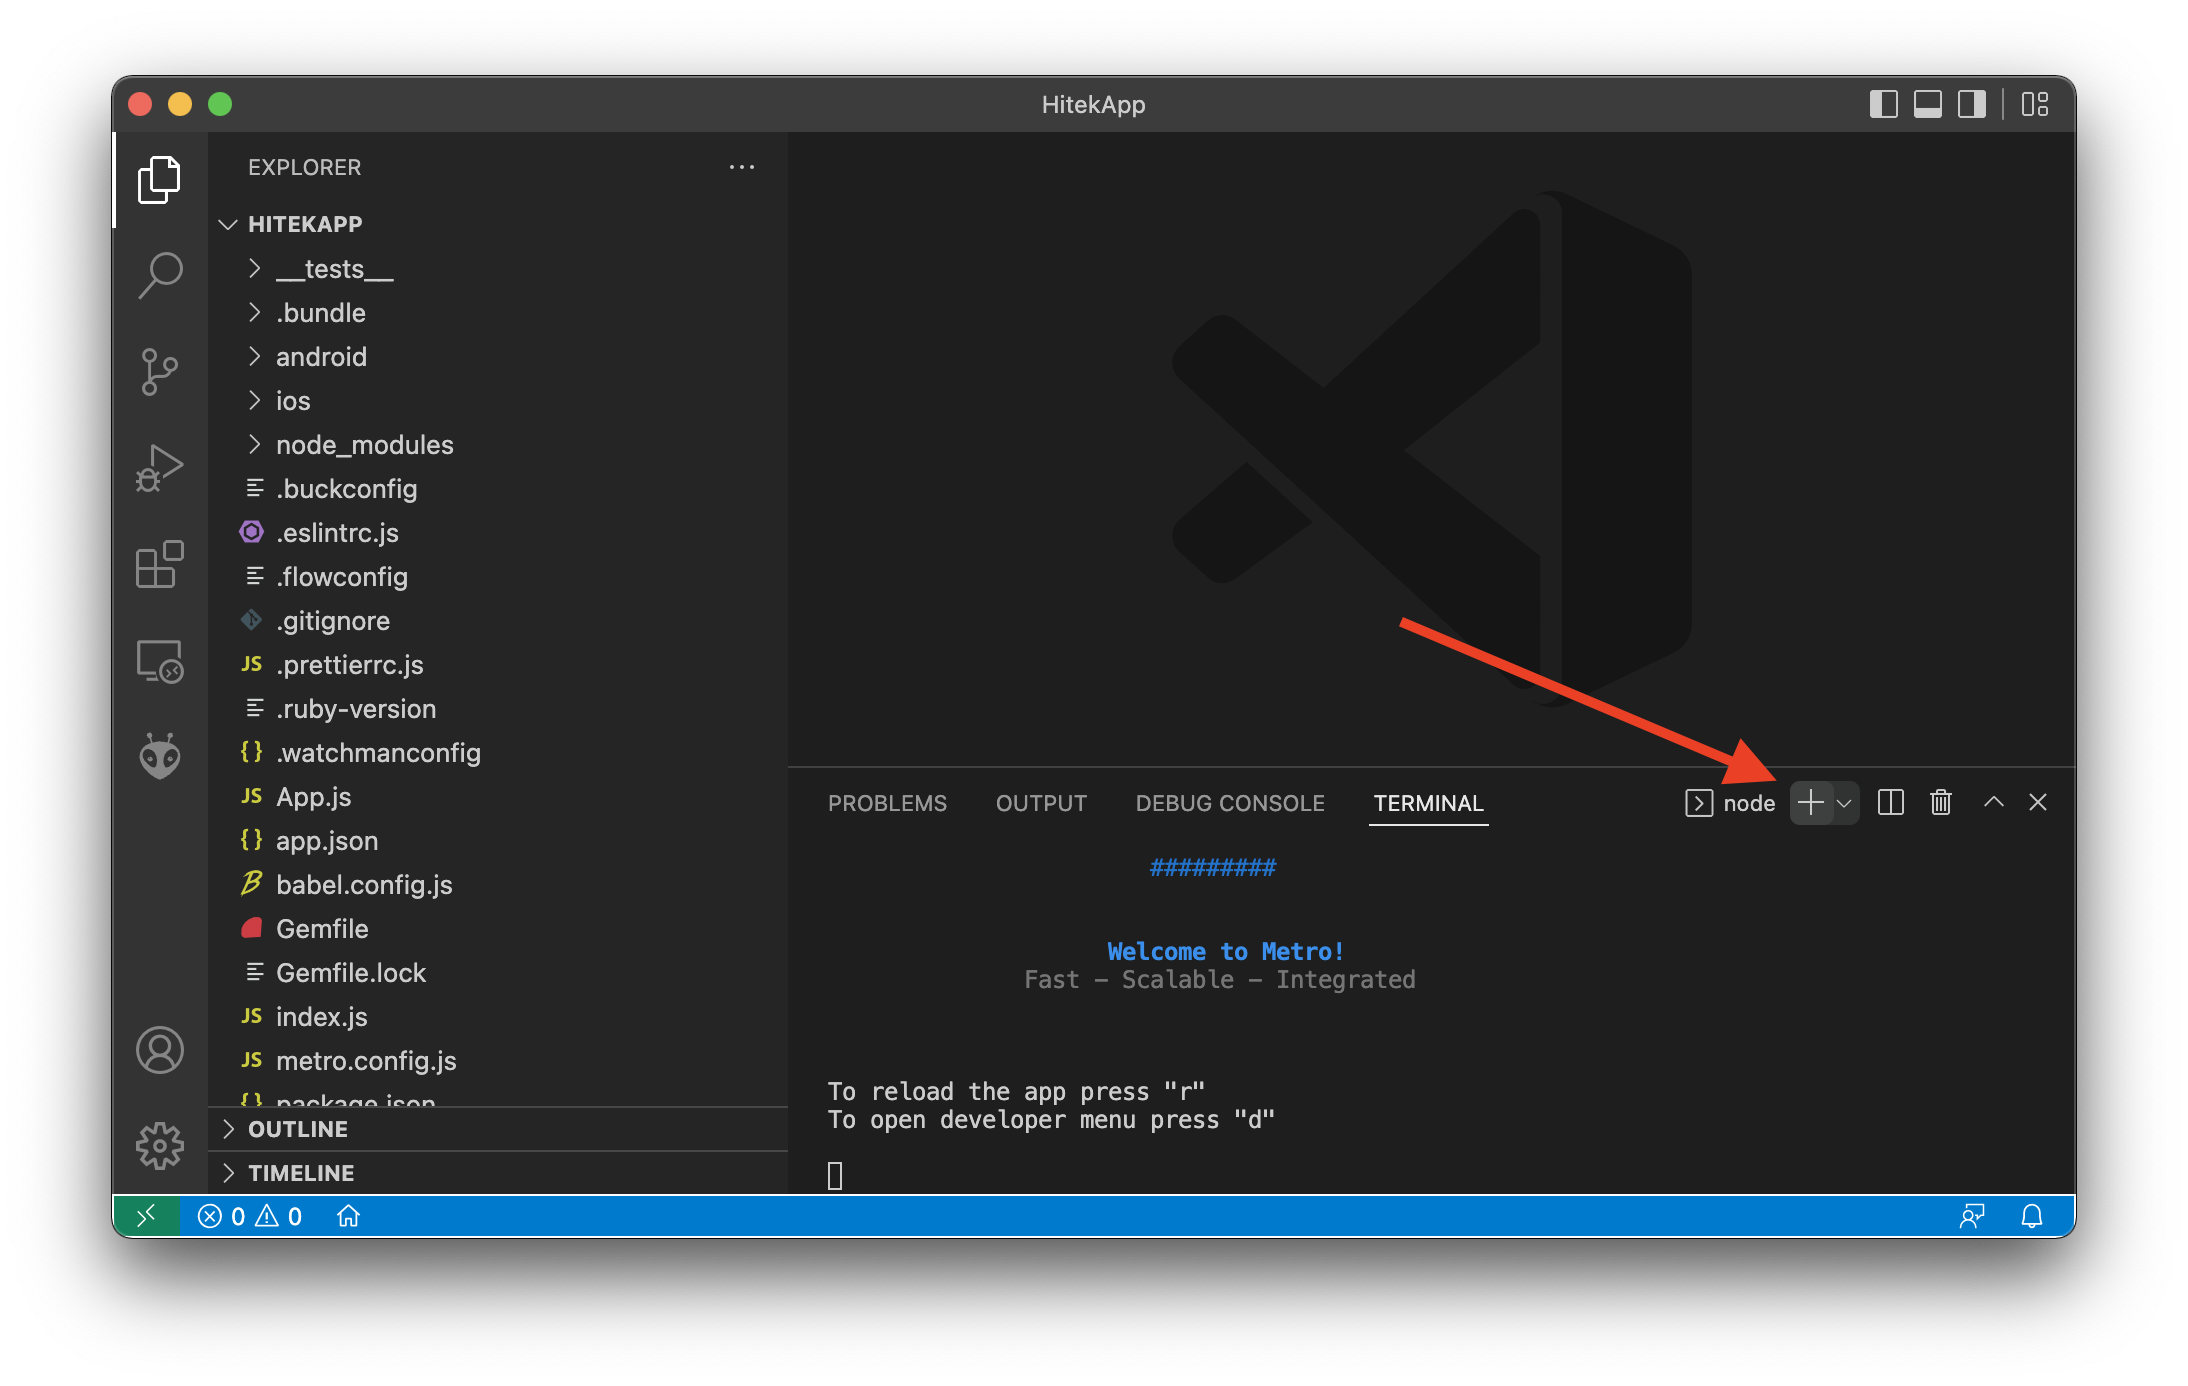 HitekApp
EXPLORER
HITEKAPP
__tests__
.bundle
android
ios
node_modules
.buckconfig
.eslintrc.js
.flowconfig
.gitignore
JS .prettierrc.js
.ruby-version
{} .watchmanconfig
JS App.js
{} app.json
babel.config.js
Gemfile
Gemfile.lock
JS index.js
JS metro.config.js
{} package.json
OUTLINE
TIMELINE
PROBLEMS OUTPUT DEBUG CONSOLE TERMINAL node
#########
Welcome to Metro!
Fast - Scalable - Integrated
To reload the app press "r"
To open developer menu press "d"
0 0